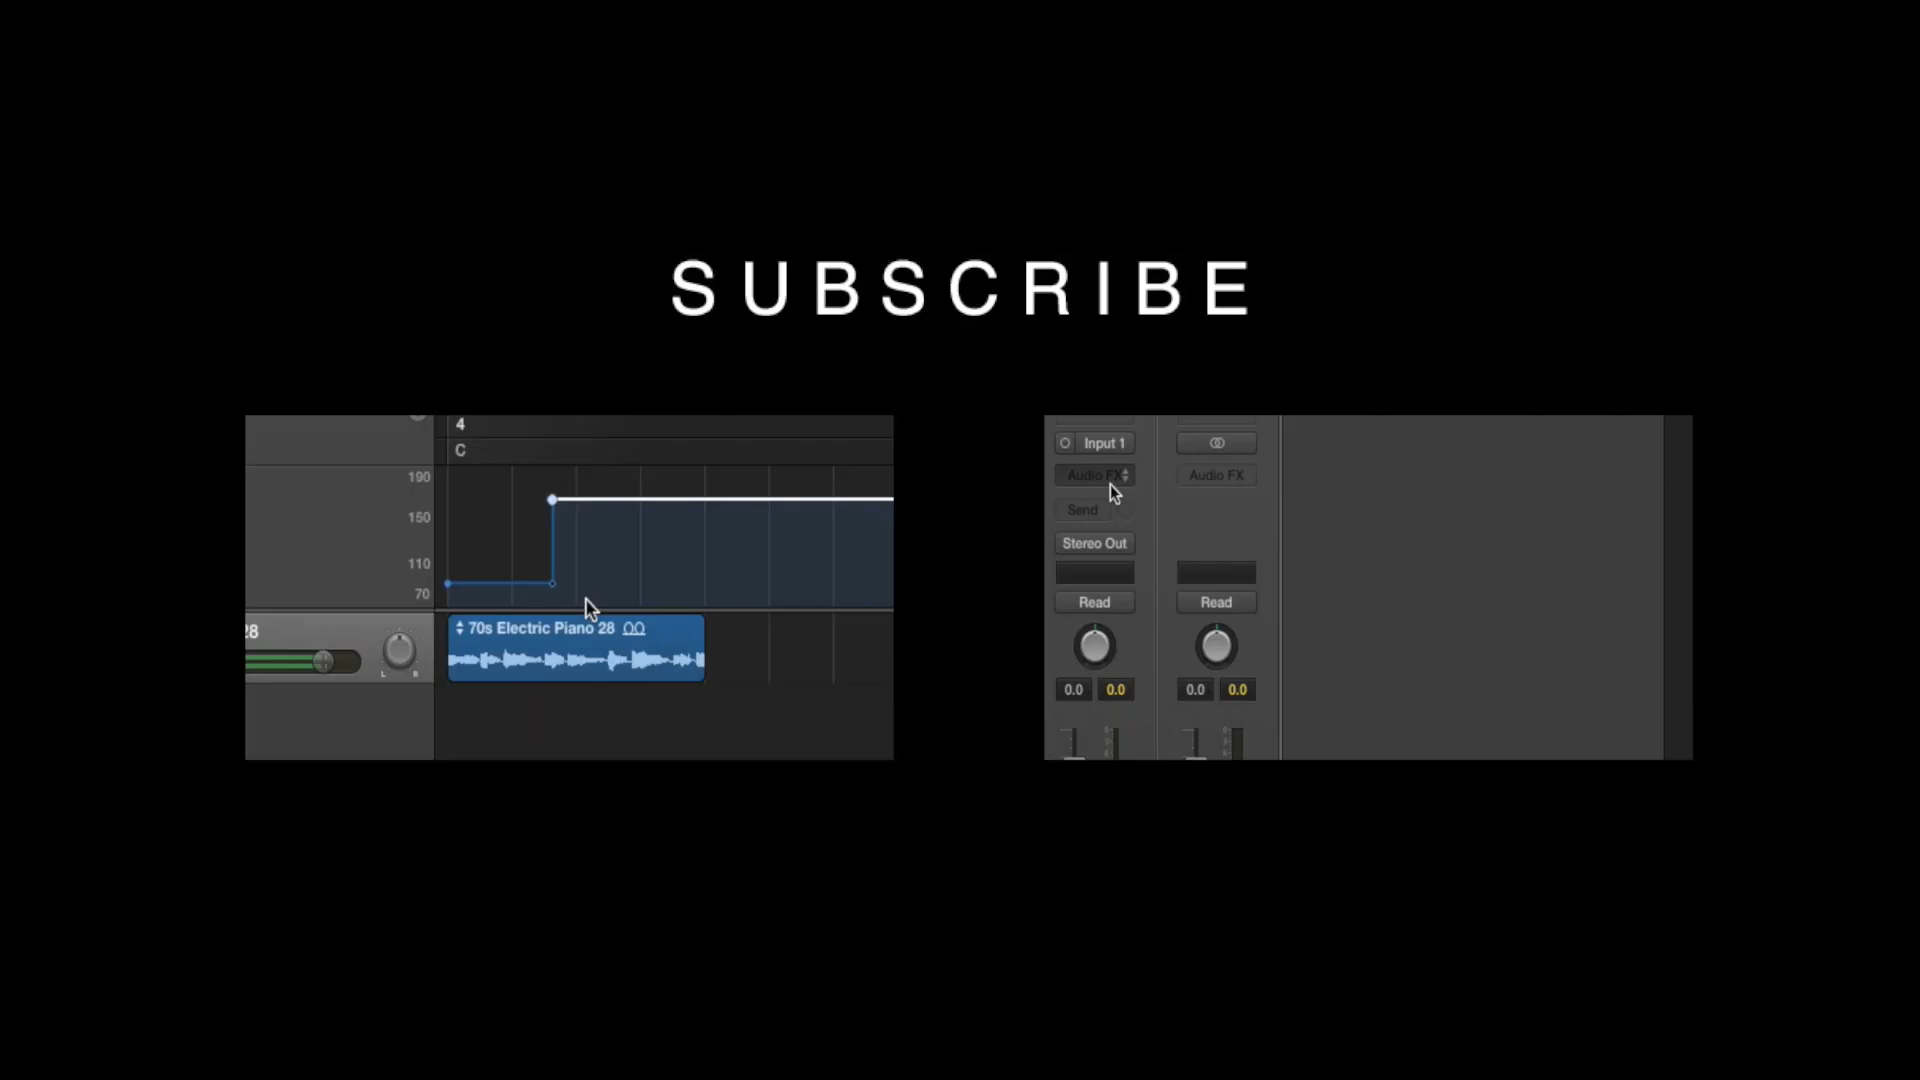 SUBSCRIBE
4
C
190
150
110
70
28
70s Electric Piano 28
L R
Input 1
Audio FX Audio FX
Send
Stereo Out
Read Read
0.0 0.0 0.0 0.0